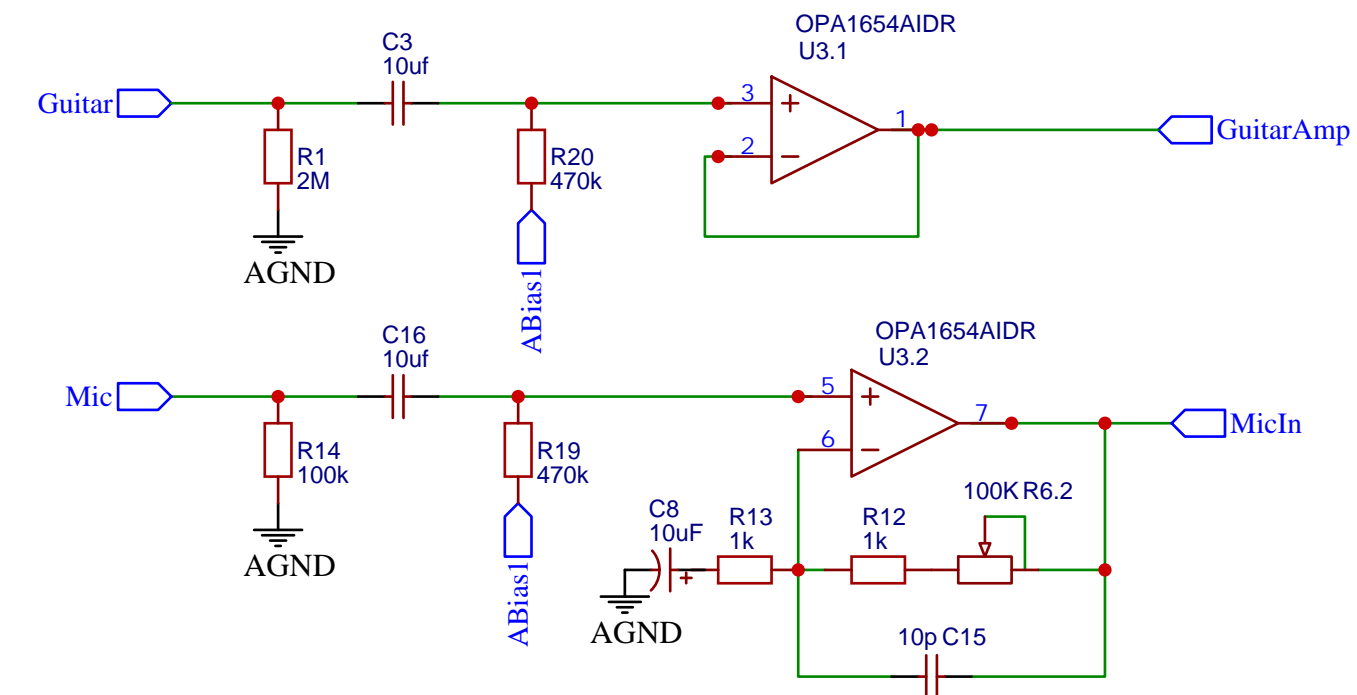 OPA1654AIDR
U3.1
C3
10uf
Guitar
3
+
1
GuitarAmp
R1
2M
R20
470k
2
−
AGND
ABias1
OPA1654AIDR
U3.2
C16
10uf
Mic
5
+
7
MicIn
R14
100k
R19
470k
6
−
100K R6.2
C8
10uF
R13
1k
R12
1k
+
AGND
ABias1
AGND
10p C15